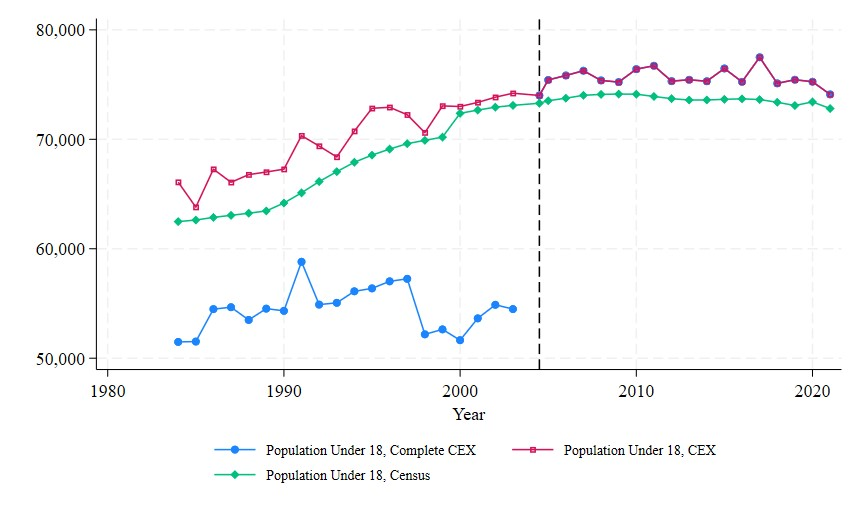 80,000
70,000
60,000
50,000
1980 1990 2000 2010 2020
Year
Population Under 18, Complete CEX Population Under 18, CEX
Population Under 18, Census